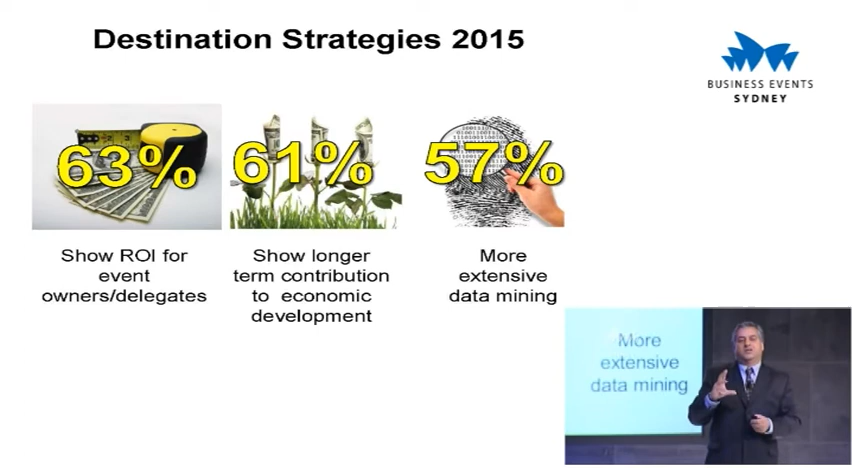 Destination Strategies 2015
BUSINESS EVENTS
SYDNEY
63%
61%
57%
Show ROI for
event
owners/delegates
Show longer
term contribution
to economic
development
More
extensive
data mining
More
extensive
data mining